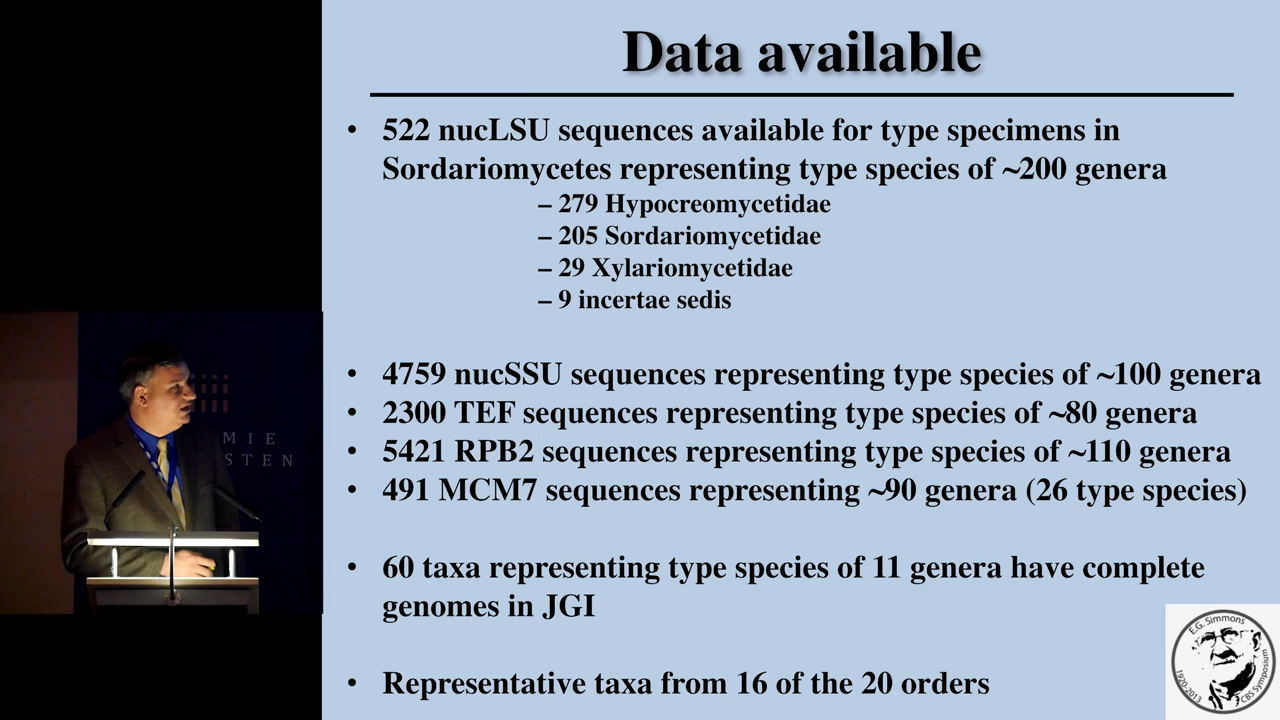 Data available
• 522 nucLSU sequences available for type specimens in
Sordariomycetes representing type species of ~200 genera
– 279 Hypocreomycetidae
– 205 Sordariomycetidae
– 29 Xylariomycetidae
– 9 incertae sedis
• 4759 nucSSU sequences representing type species of ~100 genera
• 2300 TEF sequences representing type species of ~80 genera
• 5421 RPB2 sequences representing type species of ~110 genera
• 491 MCM7 sequences representing ~90 genera (26 type species)
• 60 taxa representing type species of 11 genera have complete
genomes in JGI
• Representative taxa from 16 of the 20 orders
MIE
STEN
E.G. Simmons
1920-2013
CBS Symposium